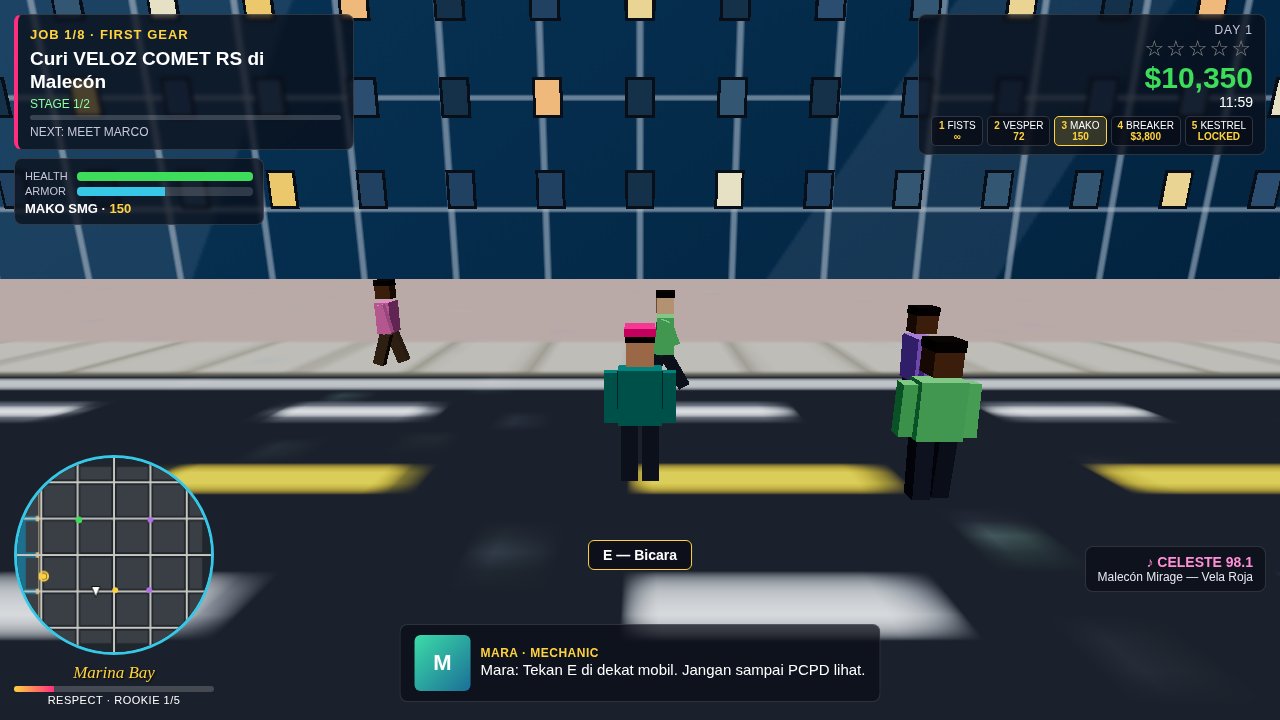 JOB 1/8 · FIRST GEAR
Curi VELOZ COMET RS di
Malecón
STAGE 1/2
NEXT: MEET MARCO
HEALTH
ARMOR
MAKO SMG · 150
DAY 1
☆☆☆☆☆
$10,350
11:59
1 FISTS
∞
2 VESPER
72
3 MAKO
150
4 BREAKER
$3,800
5 KESTREL
LOCKED
E — Bicara
♪ CELESTE 98.1
Malecón Mirage — Vela Roja
M
MARA · MECHANIC
Mara: Tekan E di dekat mobil. Jangan sampai PCPD lihat.
Marina Bay
RESPECT · ROOKIE 1/5